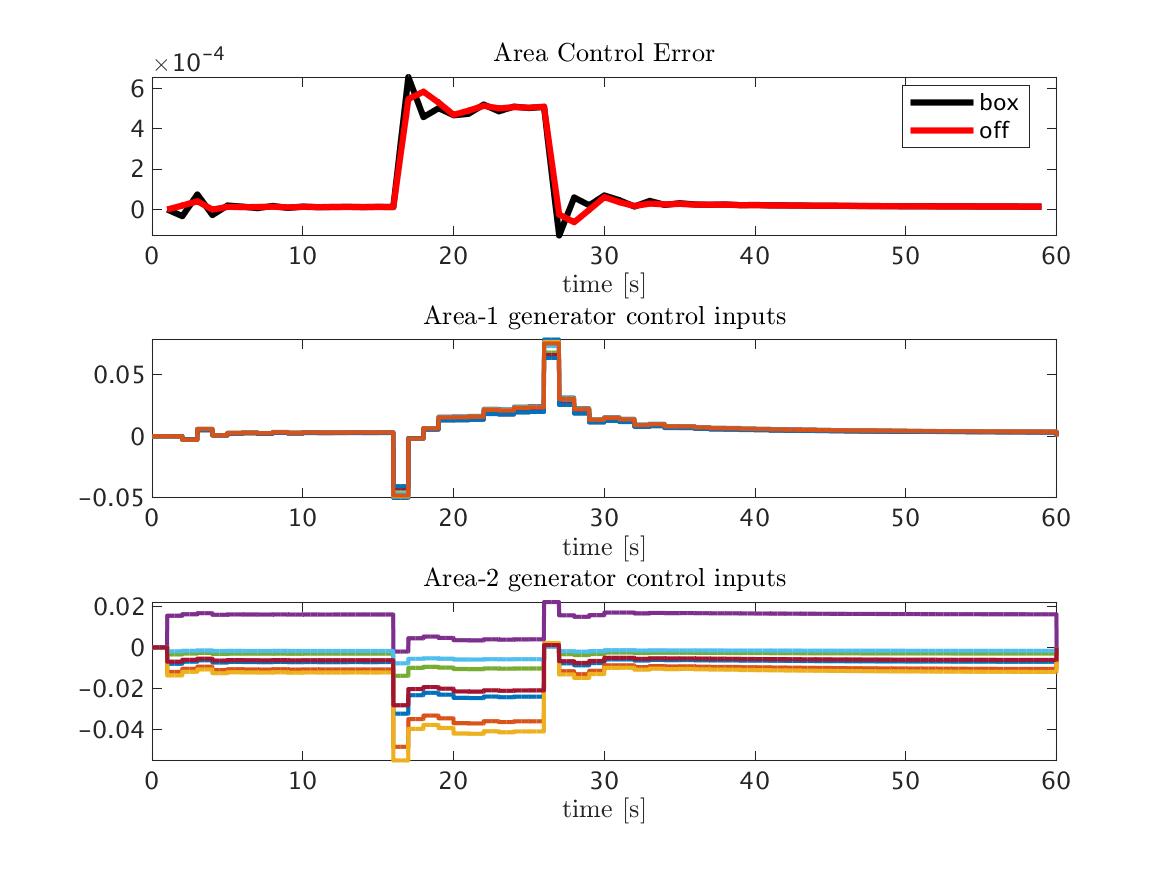 Area Control Error
×10⁻⁴
6
4
2
0
box
off
0 10 20 30 40 50 60
time [s]
Area-1 generator control inputs
0.05
0
−0.05
0 10 20 30 40 50 60
time [s]
Area-2 generator control inputs
0.02
0
−0.02
−0.04
0 10 20 30 40 50 60
time [s]